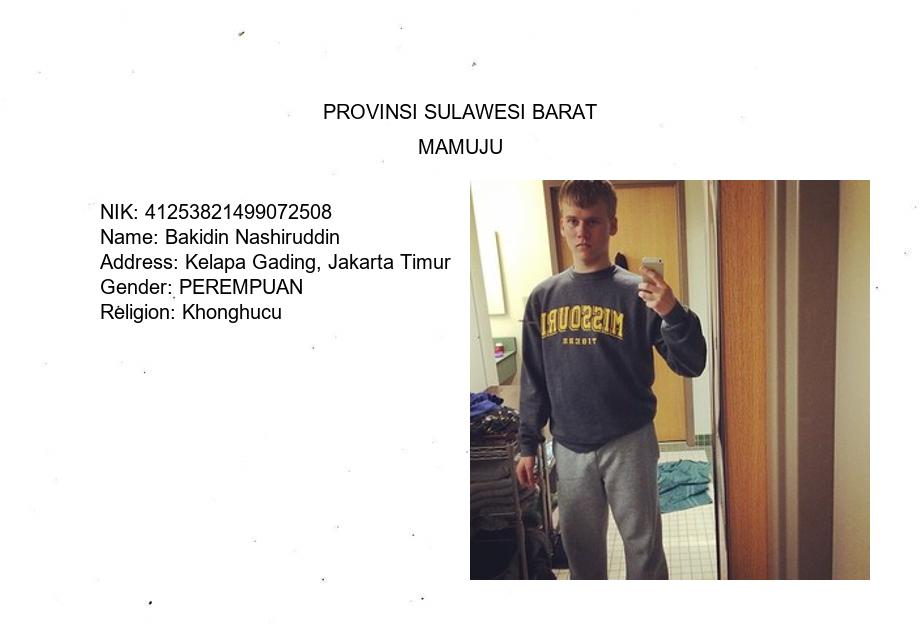 PROVINSI SULAWESI BARAT
MAMUJU
NIK: 41253821499072508
Name: Bakidin Nashiruddin
Address: Kelapa Gading, Jakarta Timur
Gender: PEREMPUAN
Religion: Khonghucu
MISSOURI
TIGERS